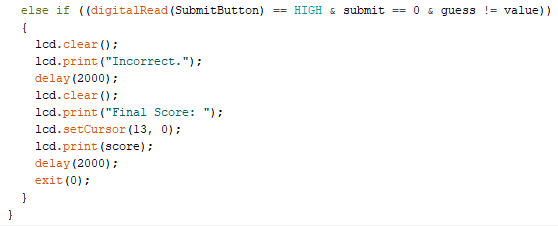 else if ((digitalRead(SubmitButton) == HIGH & submit == 0 & guess != value))
{
lcd.clear();
lcd.print("Incorrect.");
delay(2000);
lcd.clear();
lcd.print("Final Score: ");
lcd.setCursor(13, 0);
lcd.print(score);
delay(2000);
exit(0);
}
}